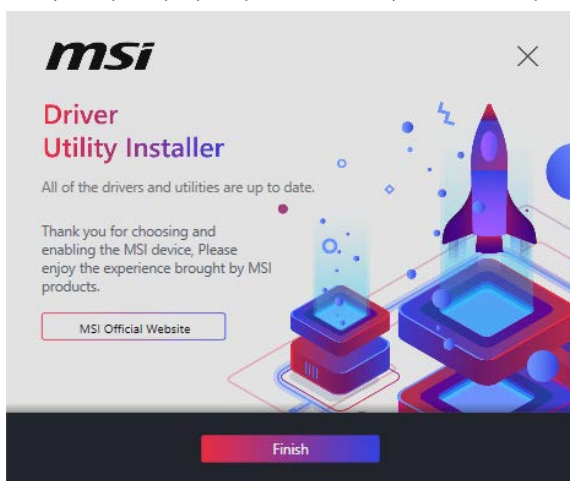 msi
Driver
Utility Installer
All of the drivers and utilities are up to date.
Thank you for choosing and
enabling the MSI device, Please
enjoy the experience brought by MSI
products.
MSI Official Website
Finish